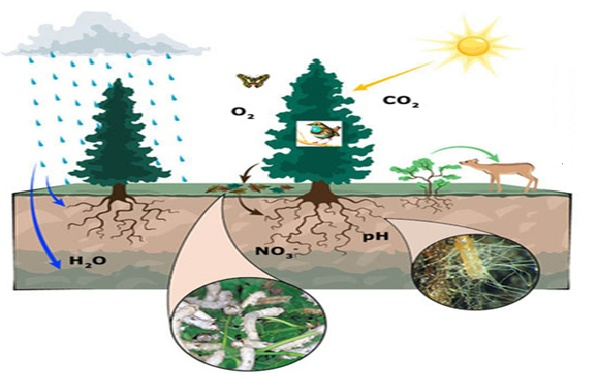 O₂
CO₂
H₂O
NO₃⁻
pH